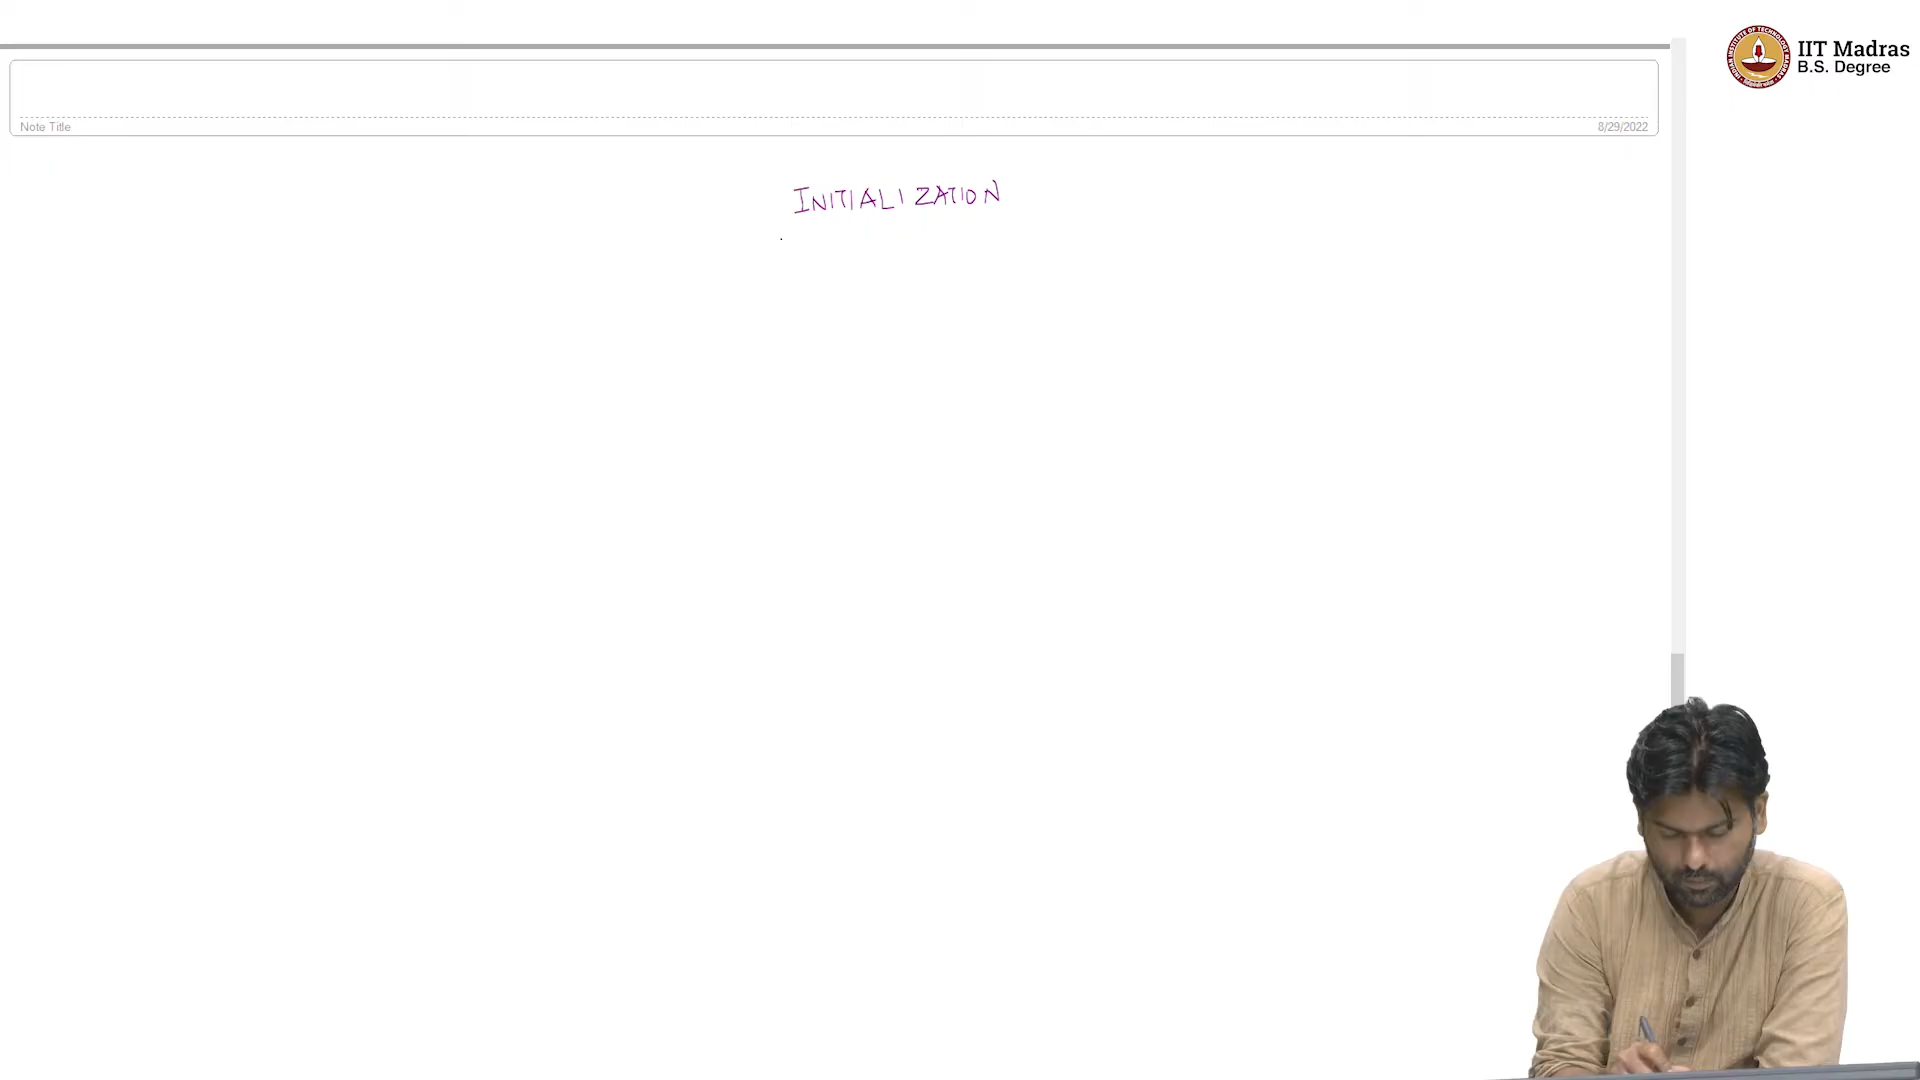 IIT Madras
B.S. Degree
Note Title
8/29/2022
INITIALIZATION